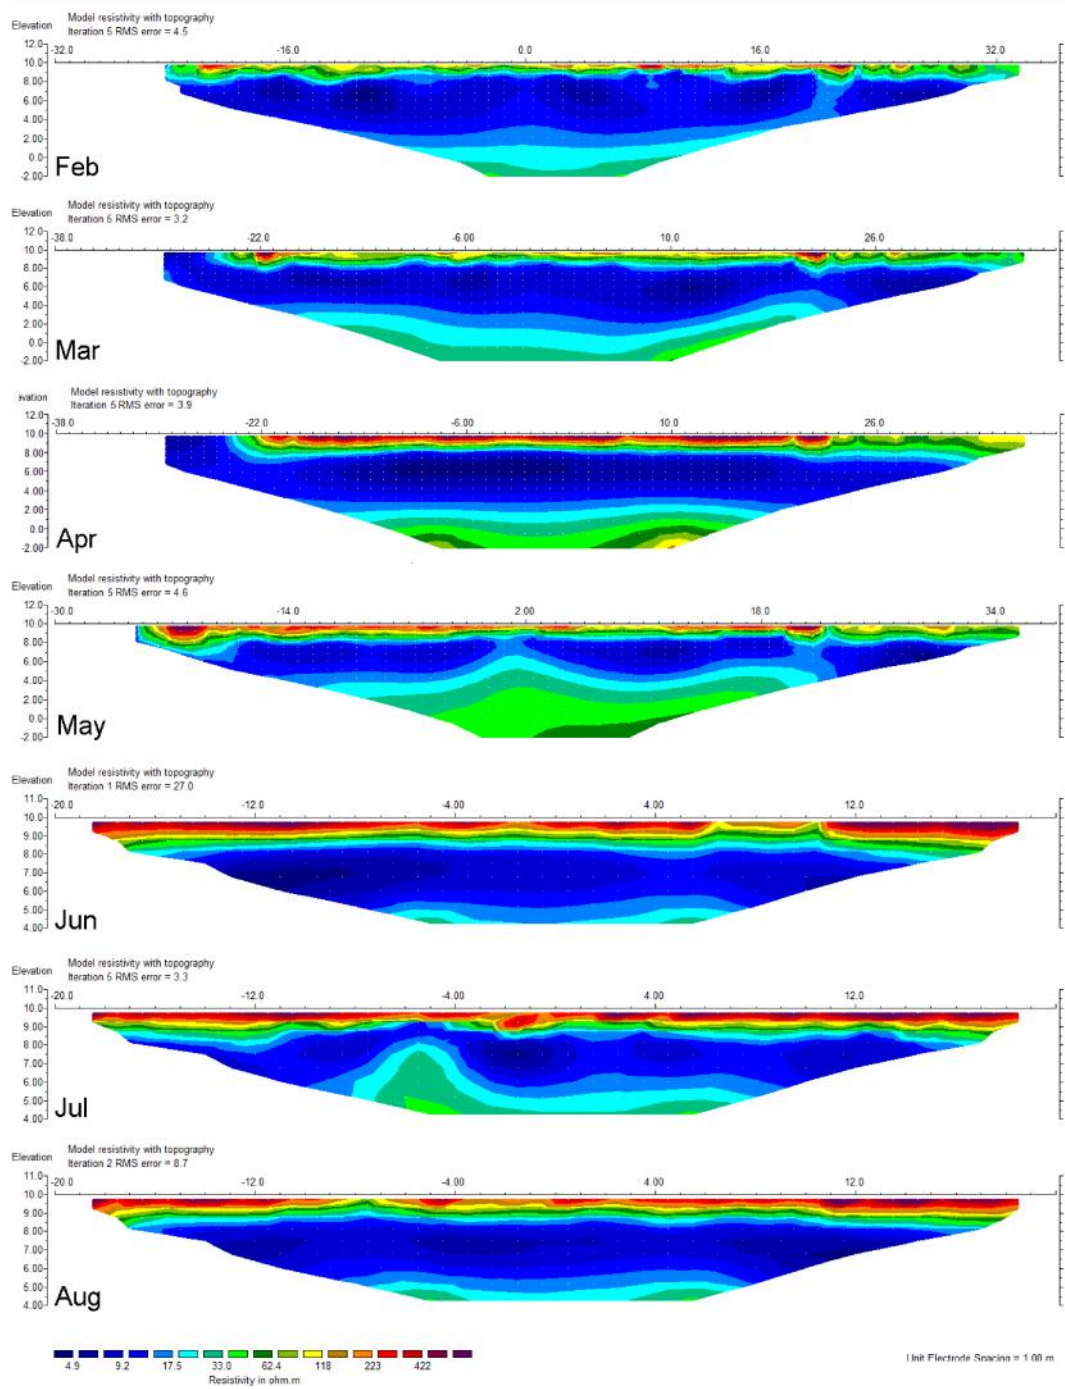 Model resistivity with topography
Elevation Iteration 5 RMS error = 4.5
12.0 -32.0 -16.0 0.0 16.0 32.0
10.0
8.00
6.00
4.00
2.00
0.0
-2.00
Feb
Model resistivity with topography
Elevation Iteration 5 RMS error = 3.2
12.0 -38.0 -22.0 -6.00 10.0 26.0
10.0
8.00
6.00
4.00
2.00
0.0
-2.00
Mar
Model resistivity with topography
vation Iteration 5 RMS error = 3.9
12.0 -38.0 -22.0 -6.00 10.0 26.0
10.0
8.00
6.00
4.00
2.00
0.0
-2.00
Apr
Model resistivity with topography
Elevation Iteration 5 RMS error = 4.6
12.0 -30.0 -14.0 2.00 18.0 34.0
10.0
8.00
6.00
4.00
2.00
0.0
-2.00
May
Model resistivity with topography
Elevation Iteration 1 RMS error = 27.0
11.0 -20.0 -12.0 -4.00 4.00 12.0
10.0
9.00
8.00
7.00
6.00
5.00
4.00
Jun
Model resistivity with topography
Elevation Iteration 5 RMS error = 3.3
11.0 -20.0 -12.0 -4.00 4.00 12.0
10.0
9.00
8.00
7.00
6.00
5.00
4.00
Jul
Model resistivity with topography
Elevation Iteration 2 RMS error = 8.7
11.0 -20.0 -12.0 -4.00 4.00 12.0
10.0
9.00
8.00
7.00
6.00
5.00
4.00
Aug
4.9 9.2 17.5 33.0 62.4 118 223 422
Resistivity in ohm.m
Unit Electrode Spacing = 1.00 m